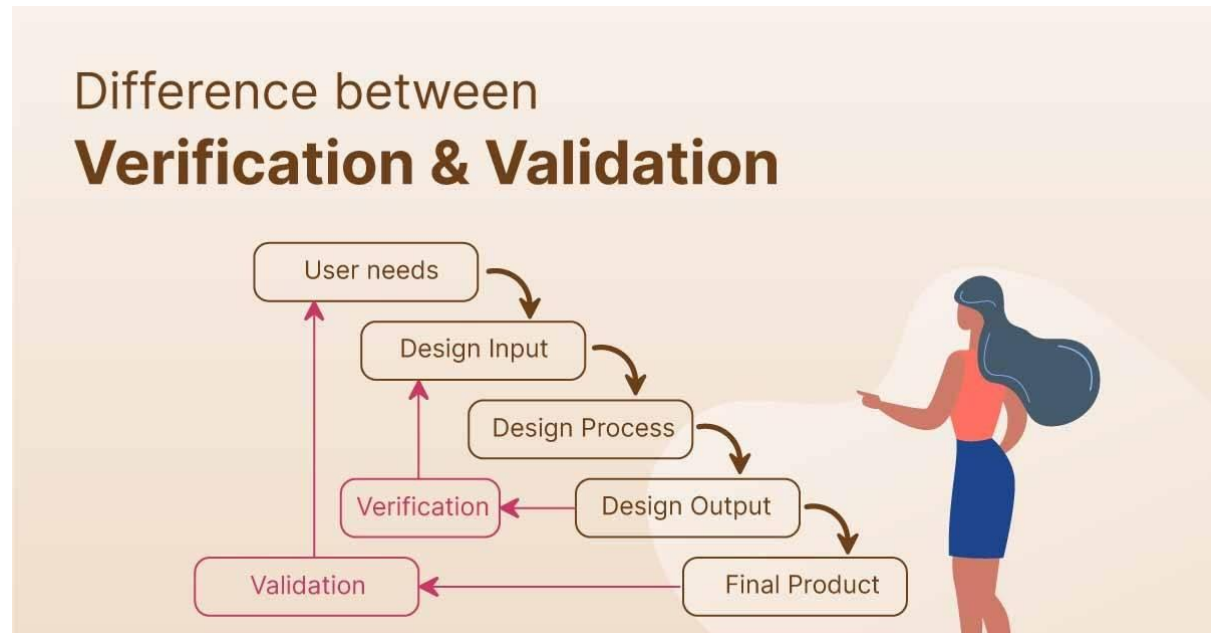 Difference between
Verification & Validation
User needs
Design Input
Design Process
Verification
Design Output
Validation
Final Product